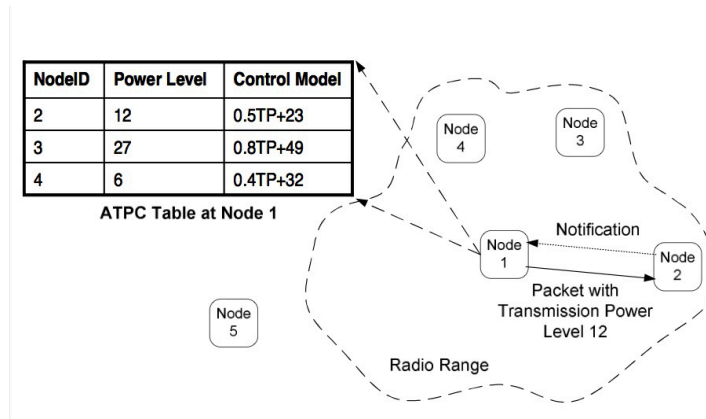 NodeID Power Level Control Model
2 12 0.5TP+23
3 27 0.8TP+49
4 6 0.4TP+32
ATPC Table at Node 1
Node
4
Node
3
Node
1
Notification
Node
2
Packet with
Transmission Power
Level 12
Node
5
Radio Range